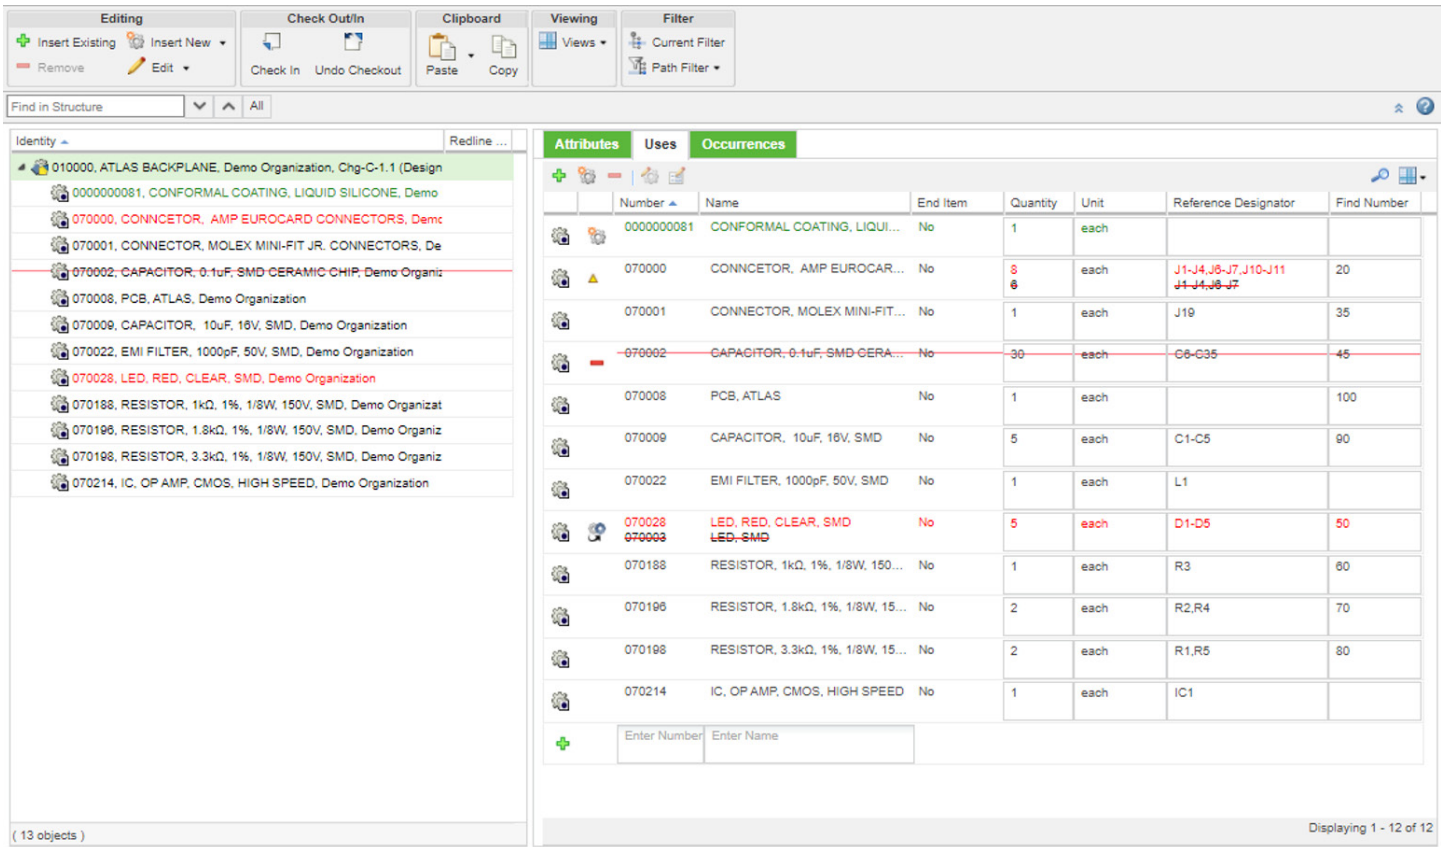 Editing Check Out/In Clipboard Viewing Filter
Insert Existing Insert New Views Current Filter
Remove Edit Check In Undo Checkout Paste Copy Path Filter
Find in Structure All
Identity Redline ...
010000, ATLAS BACKPLANE, Demo Organization, Chg-C-1.1 (Design
0000000081, CONFORMAL COATING, LIQUID SILICONE, Demo
070000, CONNCETOR, AMP EUROCARD CONNECTORS, Demo
070001, CONNECTOR, MOLEX MINI-FIT JR. CONNECTORS, De
070002, CAPACITOR, 0.1uF, SMD CERAMIC CHIP, Demo Organiz
070008, PCB, ATLAS, Demo Organization
070009, CAPACITOR, 10uF, 16V, SMD, Demo Organization
070022, EMI FILTER, 1000pF, 50V, SMD, Demo Organization
070028, LED, RED, CLEAR, SMD, Demo Organization
070188, RESISTOR, 1kΩ, 1%, 1/8W, 150V, SMD, Demo Organizat
070196, RESISTOR, 1.8kΩ, 1%, 1/8W, 150V, SMD, Demo Organiz
070198, RESISTOR, 3.3kΩ, 1%, 1/8W, 150V, SMD, Demo Organiz
070214, IC, OP AMP, CMOS, HIGH SPEED, Demo Organization
( 13 objects )
Attributes Uses Occurrences
Number Name End Item Quantity Unit Reference Designator Find Number
0000000081 CONFORMAL COATING, LIQUI... No 1 each
070000 CONNCETOR, AMP EUROCAR... No 8 each J1-J4,J6-J7,J10-J11 20
6 J1-J4,J6-J7
070001 CONNECTOR, MOLEX MINI-FIT... No 1 each J19 35
070002 CAPACITOR, 0.1uF, SMD CERA... No 30 each C6-C35 45
070008 PCB, ATLAS No 1 each 100
070009 CAPACITOR, 10uF, 16V, SMD No 5 each C1-C5 90
070022 EMI FILTER, 1000pF, 50V, SMD No 1 each L1
070028 LED, RED, CLEAR, SMD No 5 each D1-D5 50
070003 LED, SMD
070188 RESISTOR, 1kΩ, 1%, 1/8W, 150... No 1 each R3 60
070196 RESISTOR, 1.8kΩ, 1%, 1/8W, 15... No 2 each R2,R4 70
070198 RESISTOR, 3.3kΩ, 1%, 1/8W, 15... No 2 each R1,R5 80
070214 IC, OP AMP, CMOS, HIGH SPEED No 1 each IC1
Enter Number Enter Name
Displaying 1 - 12 of 12